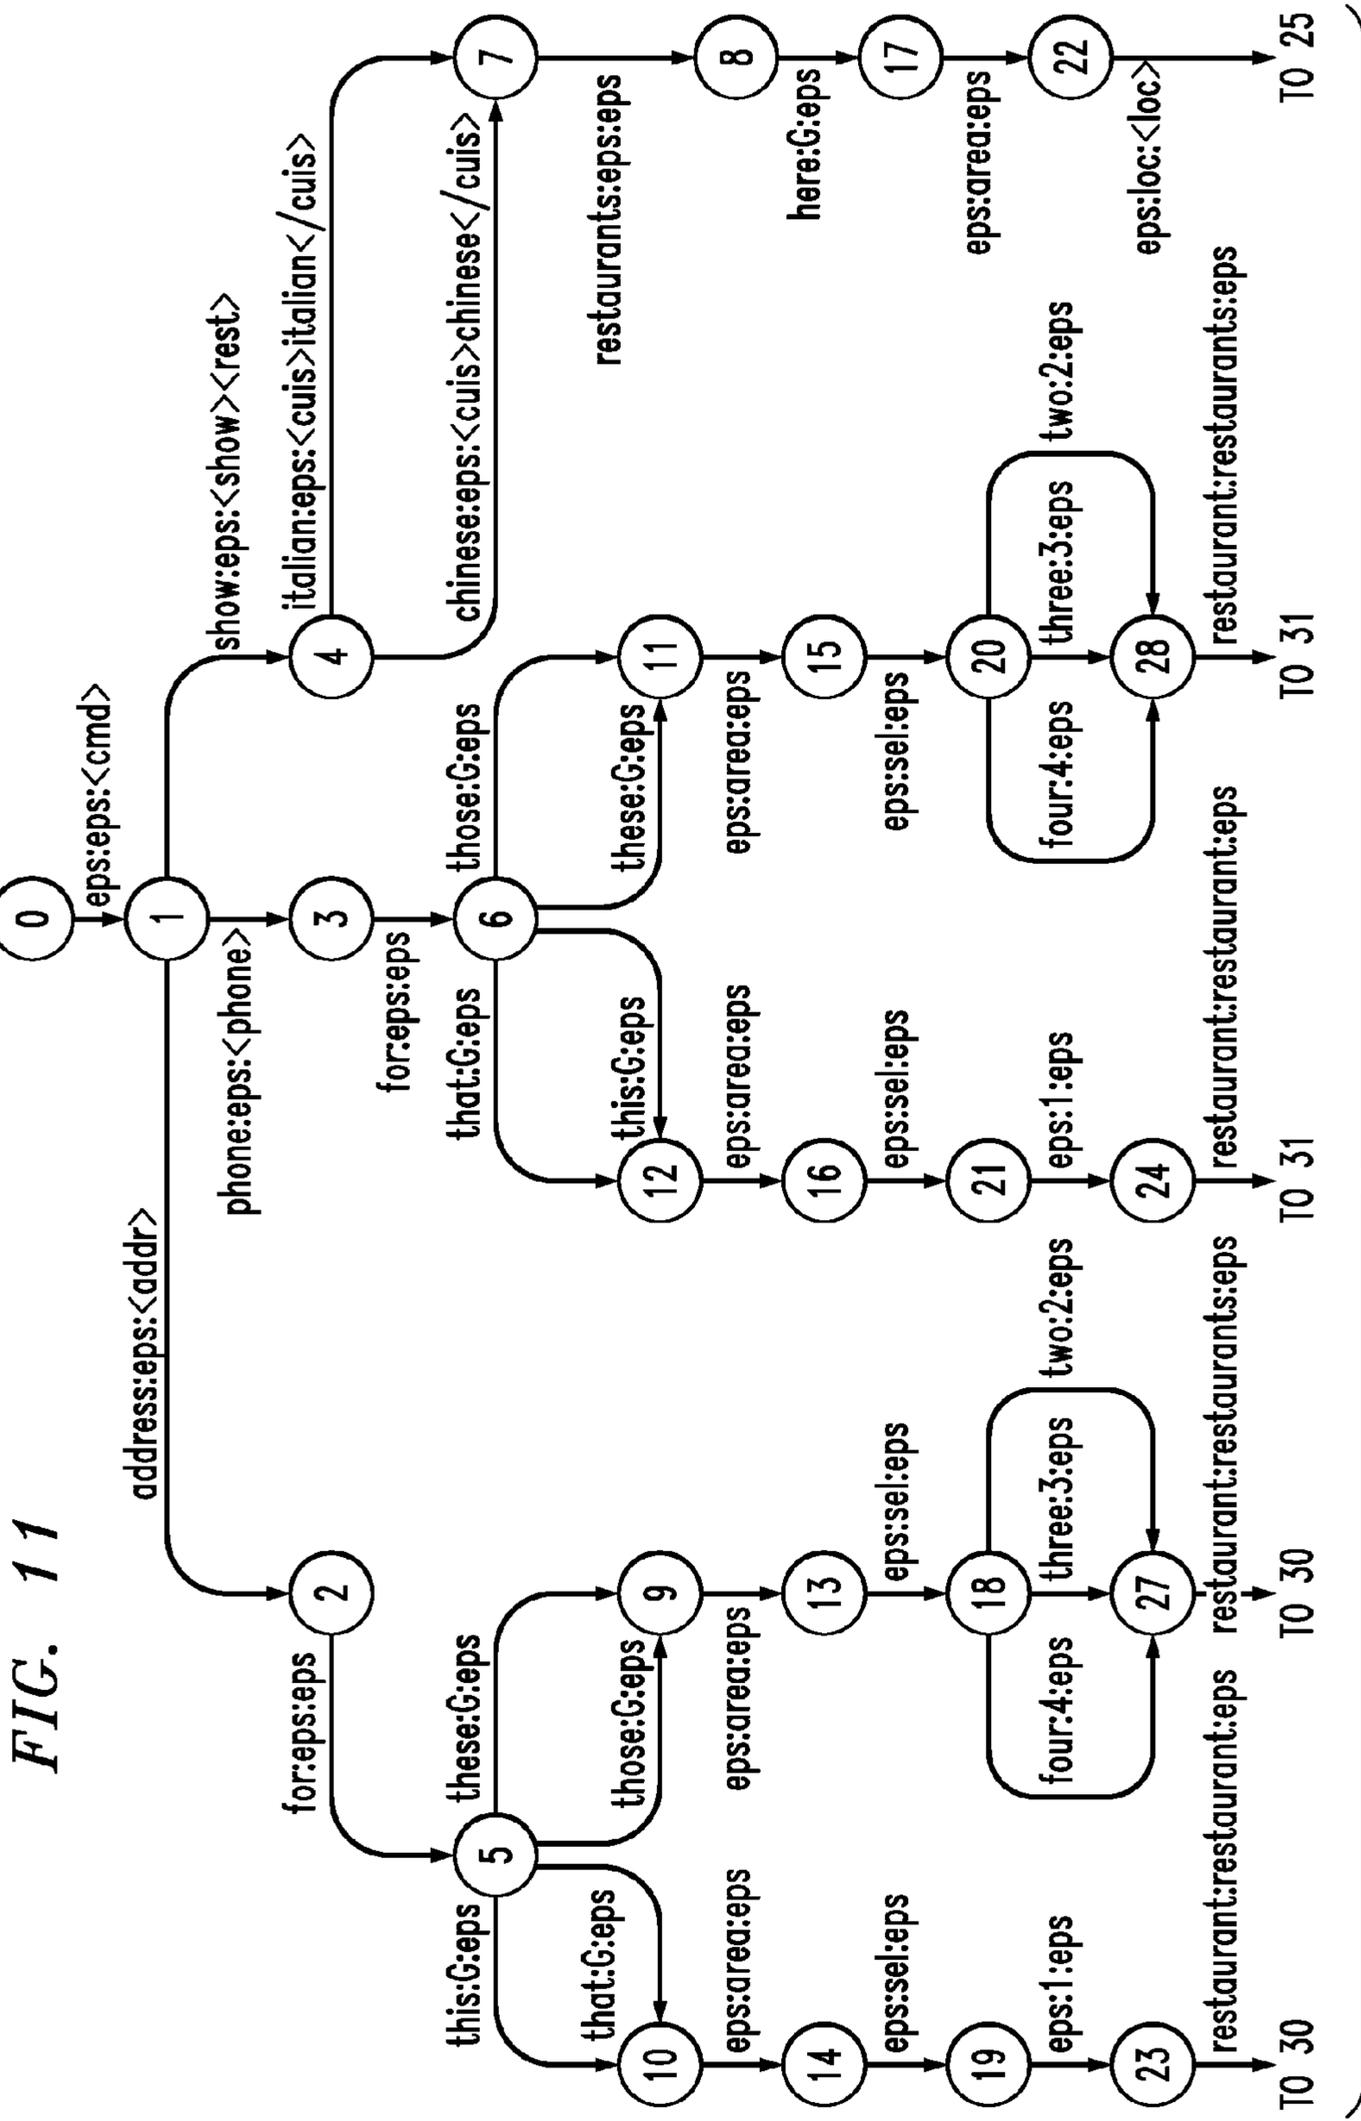 FIG. 11
0
eps:eps:<cmd>
1
address:eps:<addr>
phone:eps:<phone>
show:eps:<show><rest>
2
3
4
for:eps:eps
for:eps:eps
italian:eps:<cuis>italian</cuis>
chinese:eps:<cuis>chinese</cuis>
5
6
7
this:G:eps
that:G:eps
these:G:eps
those:G:eps
that:G:eps
this:G:eps
those:G:eps
these:G:eps
restaurants:eps:eps
10
9
12
11
8
eps:area:eps
eps:area:eps
eps:area:eps
eps:area:eps
here:G:eps
14
13
16
15
17
eps:sel:eps
eps:sel:eps
eps:sel:eps
eps:sel:eps
eps:area:eps
19
18
21
20
22
eps:1:eps
four:4:eps
three:3:eps
two:2:eps
eps:1:eps
four:4:eps
three:3:eps
two:2:eps
eps:loc:<loc>
23
27
24
28
restaurant:restaurant:eps
restaurant:restaurants:eps
restaurant:restaurant:eps
restaurant:restaurants:eps
TO 30
TO 30
TO 31
TO 31
TO 25